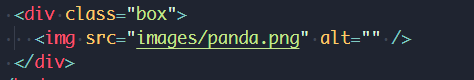 <div class="box">
<img src="images/panda.png" alt="" />
</div>